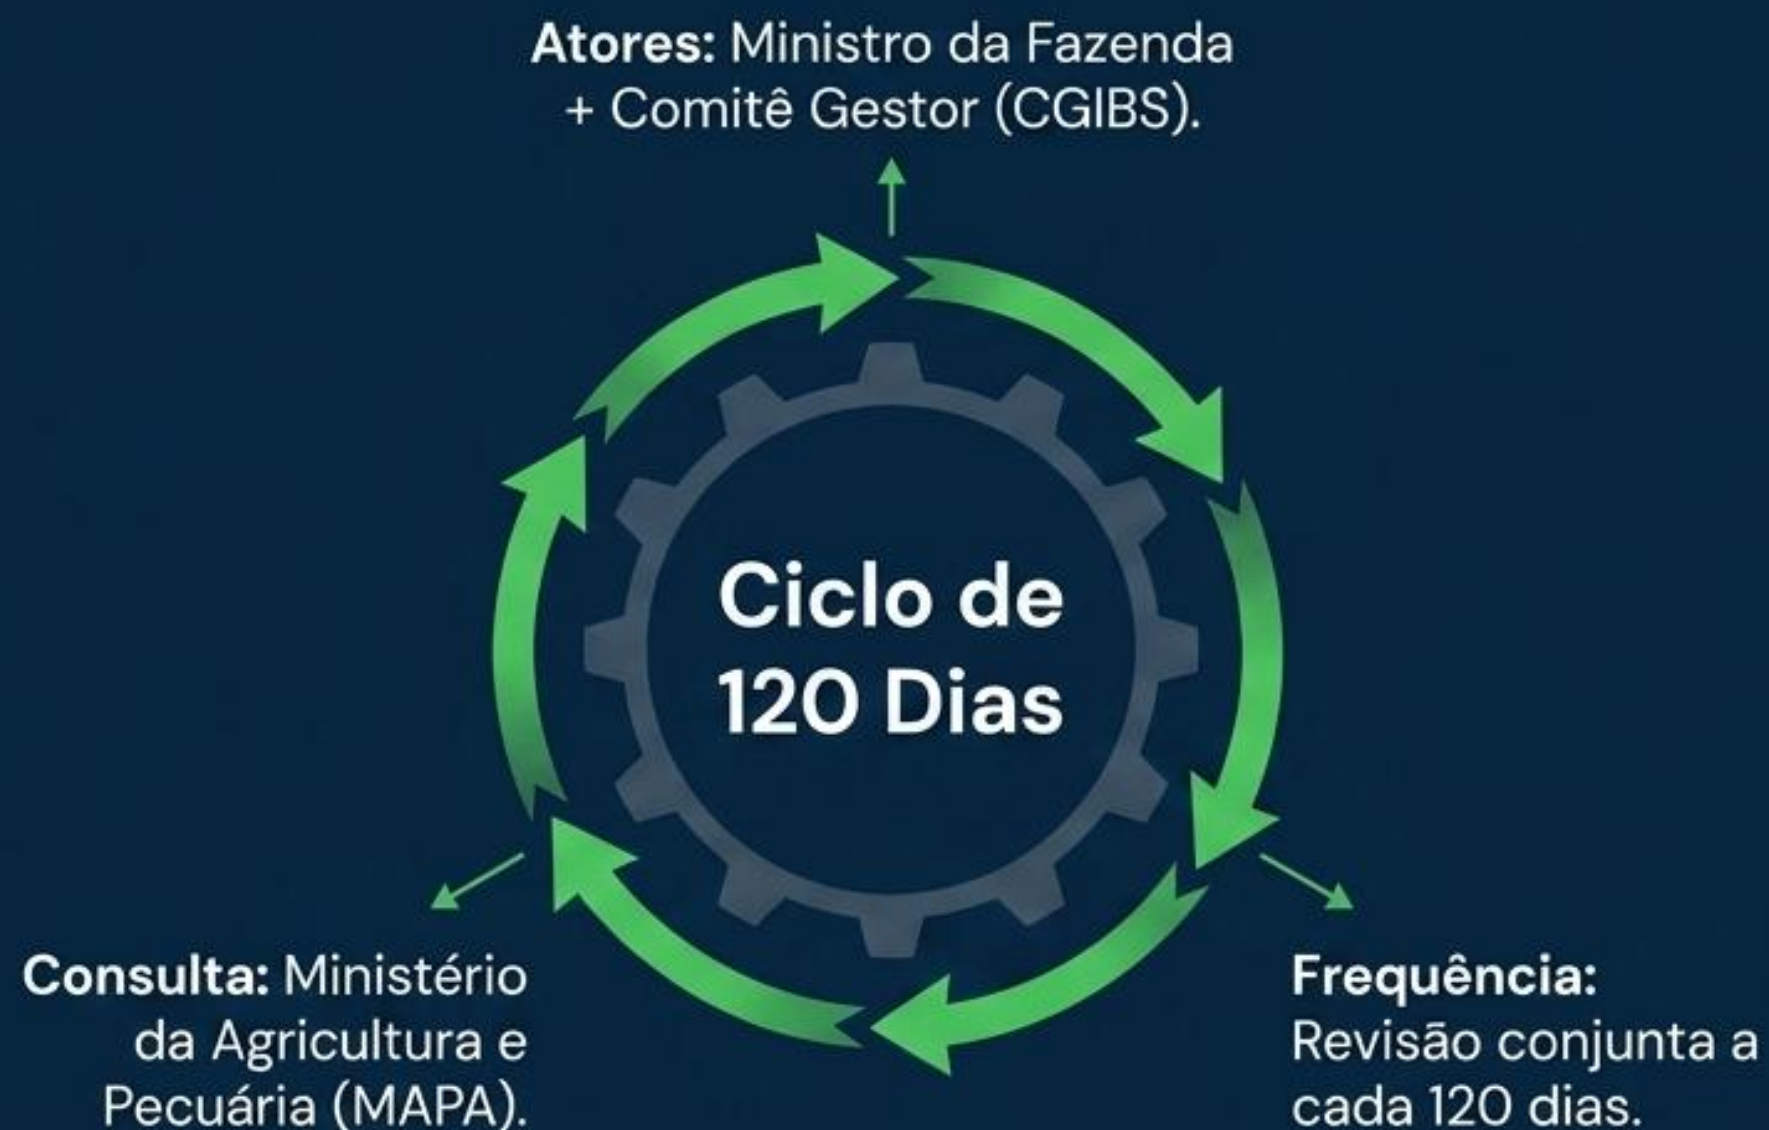 Atores: Ministro da Fazenda
+ Comitê Gestor (CGIBS).
Ciclo de
120 Dias
Consulta: Ministério
da Agricultura e
Pecuária (MAPA).
Frequência:
Revisão conjunta a
cada 120 dias.